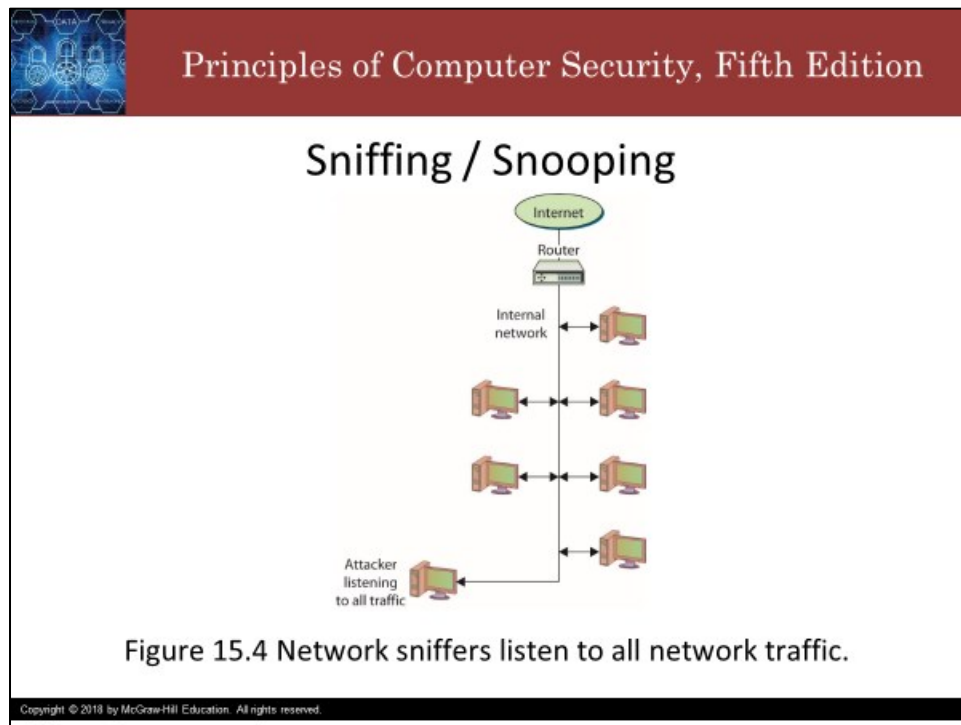 DATA
Principles of Computer Security, Fifth Edition
Sniffing / Snooping
Internet
Router
Internal
network
Attacker
listening
to all traffic
Figure 15.4 Network sniffers listen to all network traffic.
Copyright © 2018 by McGraw-Hill Education. All rights reserved.